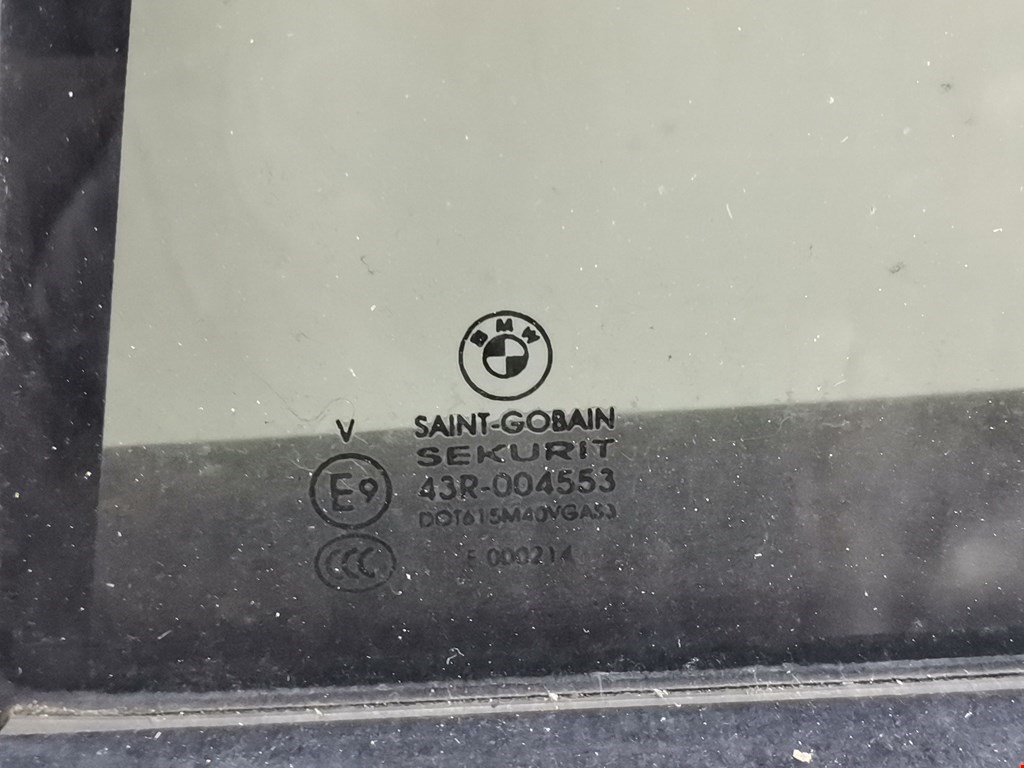 BMW
SAINT-GOBAIN
V
SEKURIT
E9
43R-004553
DOT615M40VGAS3
CCC
E 000214